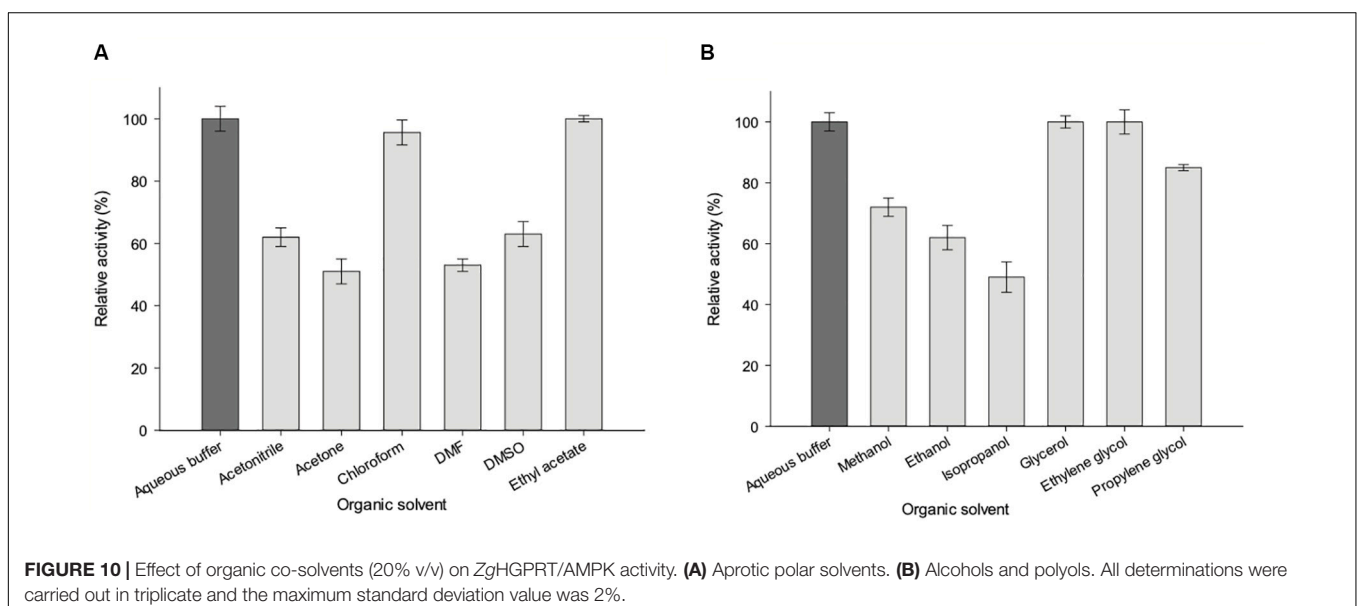 A
Relative activity (%)
100
80
60
40
20
0
Aqueous buffer
Acetonitrile
Acetone
Chloroform
DMF
DMSO
Ethyl acetate
Organic solvent
B
Relative activity (%)
100
80
60
40
20
0
Aqueous buffer
Methanol
Ethanol
Isopropanol
Glycerol
Ethylene glycol
Propylene glycol
Organic solvent
FIGURE 10 | Effect of organic co-solvents (20% v/v) on ZgHGPRT/AMPK activity. (A) Aprotic polar solvents. (B) Alcohols and polyols. All determinations were
carried out in triplicate and the maximum standard deviation value was 2%.